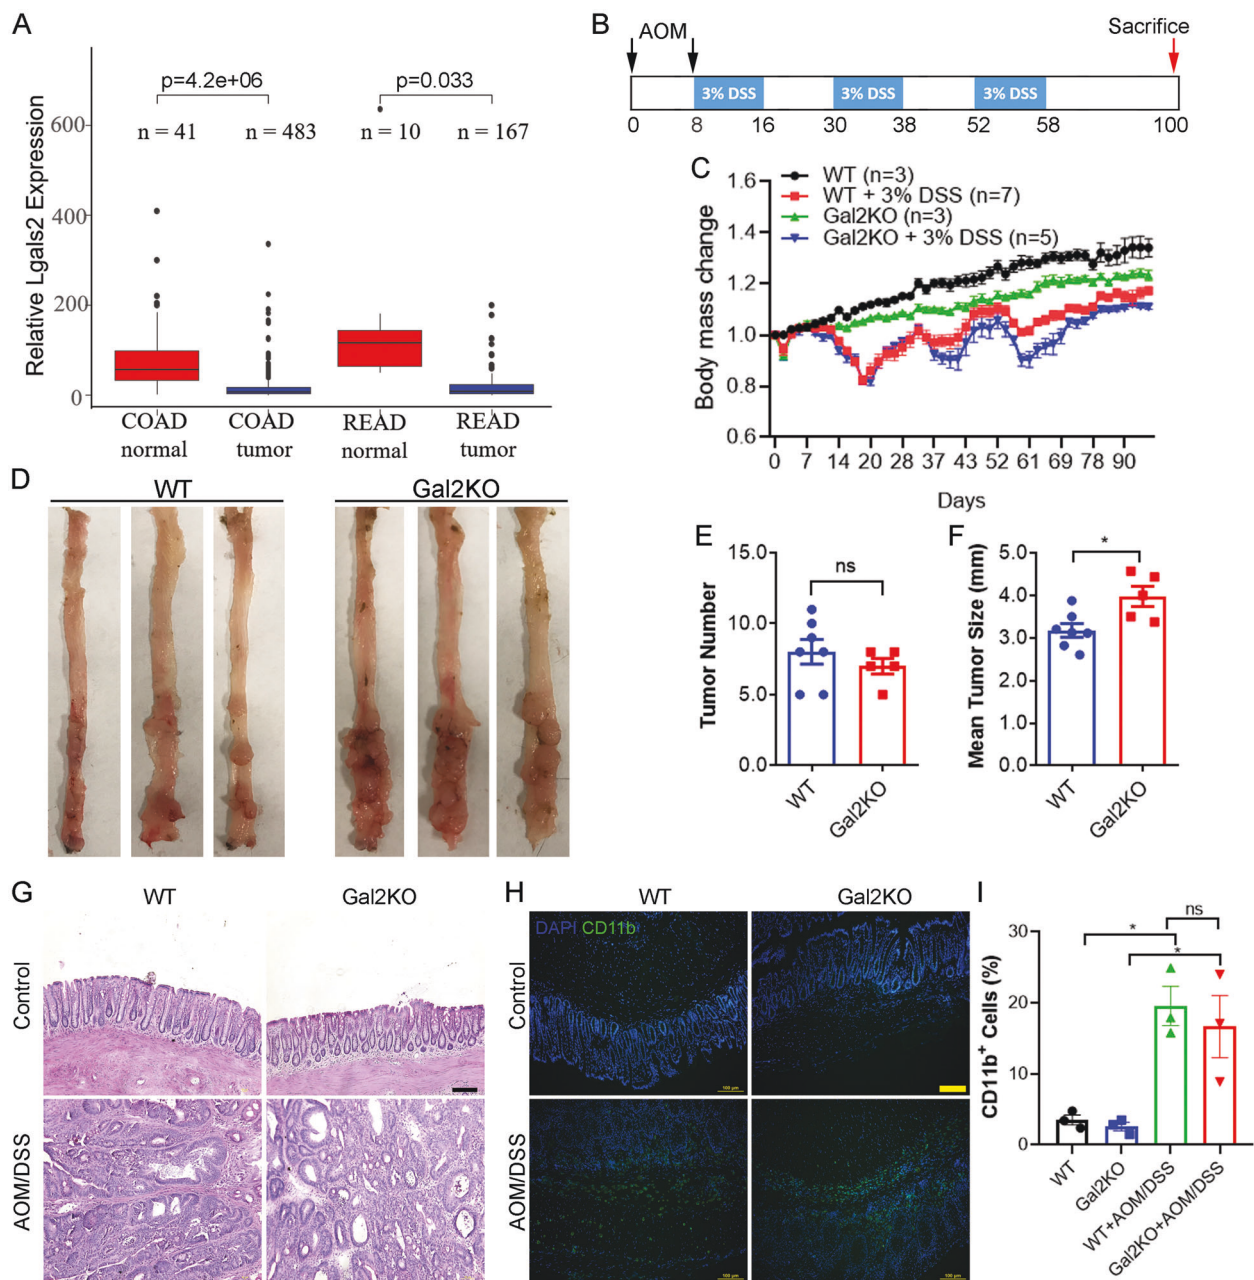 A
p=4.2e+06
p=0.033
n = 41
n = 483
n = 10
n = 167
Relative Lgals2 Expression
600
400
200
0
COAD normal
COAD tumor
READ normal
READ tumor
B
AOM
Sacrifice
3% DSS
3% DSS
3% DSS
0 8 16 30 38 52 58 100
C
WT (n=3)
WT + 3% DSS (n=7)
Gal2KO (n=3)
Gal2KO + 3% DSS (n=5)
Body mass change
1.6
1.4
1.2
1.0
0.8
0.6
0 7 14 20 28 37 43 52 61 69 78 90
Days
D
WT
Gal2KO
E
ns
Tumor Number
15.0
10.0
5.0
0.0
WT
Gal2KO
F
*
Mean Tumor Size (mm)
5.0
4.0
3.0
2.0
1.0
0.0
WT
Gal2KO
G
WT
Gal2KO
Control
AOM/DSS
H
WT
Gal2KO
DAPI CD11b
Control
AOM/DSS
100 μm
100 μm
100 μm
I
ns
*
*
CD11b+ Cells (%)
30
20
10
0
WT
Gal2KO
WT+AOM/DSS
Gal2KO+AOM/DSS